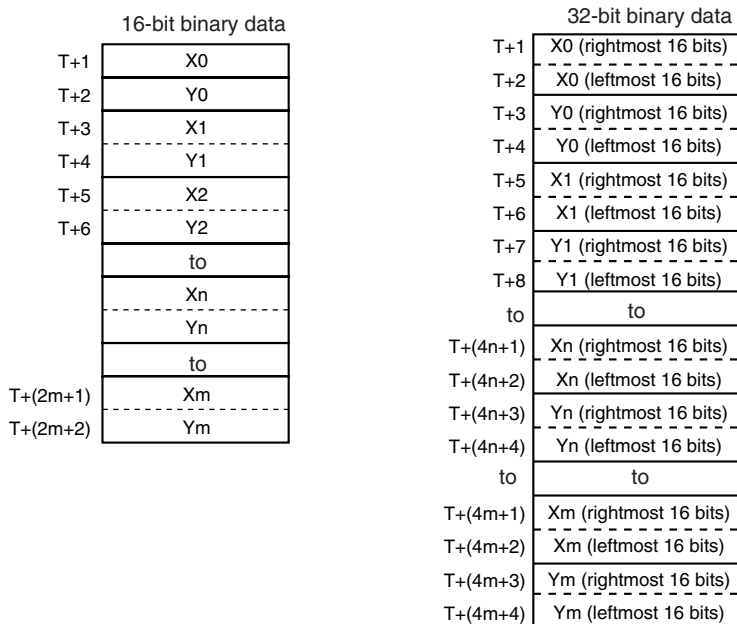 16-bit binary data
T+1 X0
T+2 Y0
T+3 X1
T+4 Y1
T+5 X2
T+6 Y2
to
Xn
Yn
to
T+(2m+1) Xm
T+(2m+2) Ym
32-bit binary data
T+1 X0 (rightmost 16 bits)
T+2 X0 (leftmost 16 bits)
T+3 Y0 (rightmost 16 bits)
T+4 Y0 (leftmost 16 bits)
T+5 X1 (rightmost 16 bits)
T+6 X1 (leftmost 16 bits)
T+7 Y1 (rightmost 16 bits)
T+8 Y1 (leftmost 16 bits)
to to
T+(4n+1) Xn (rightmost 16 bits)
T+(4n+2) Xn (leftmost 16 bits)
T+(4n+3) Yn (rightmost 16 bits)
T+(4n+4) Yn (leftmost 16 bits)
to to
T+(4m+1) Xm (rightmost 16 bits)
T+(4m+2) Xm (leftmost 16 bits)
T+(4m+3) Ym (rightmost 16 bits)
T+(4m+4) Ym (leftmost 16 bits)